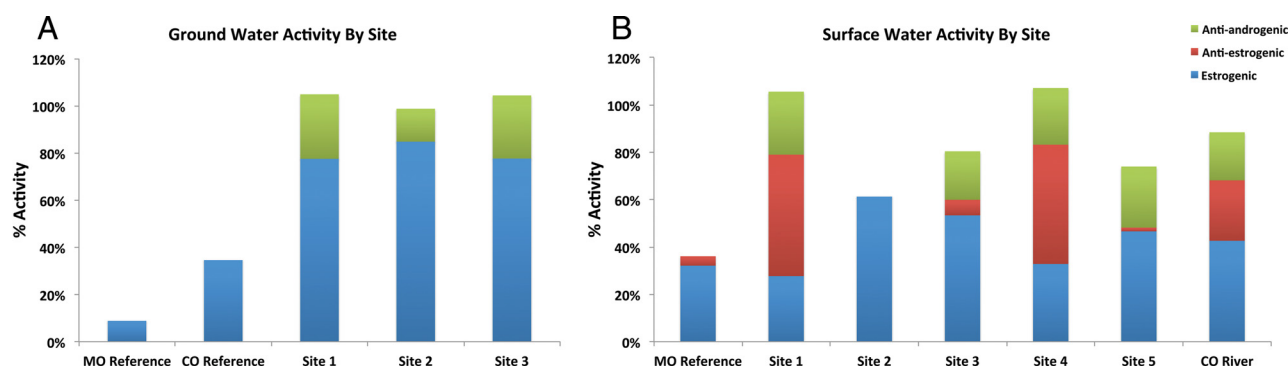 A
Ground Water Activity By Site
% Activity
120%
100%
80%
60%
40%
20%
0%
MO Reference CO Reference Site 1 Site 2 Site 3
B
Surface Water Activity By Site
Anti-androgenic
Anti-estrogenic
Estrogenic
% Activity
120%
100%
80%
60%
40%
20%
0%
MO Reference Site 1 Site 2 Site 3 Site 4 Site 5 CO River